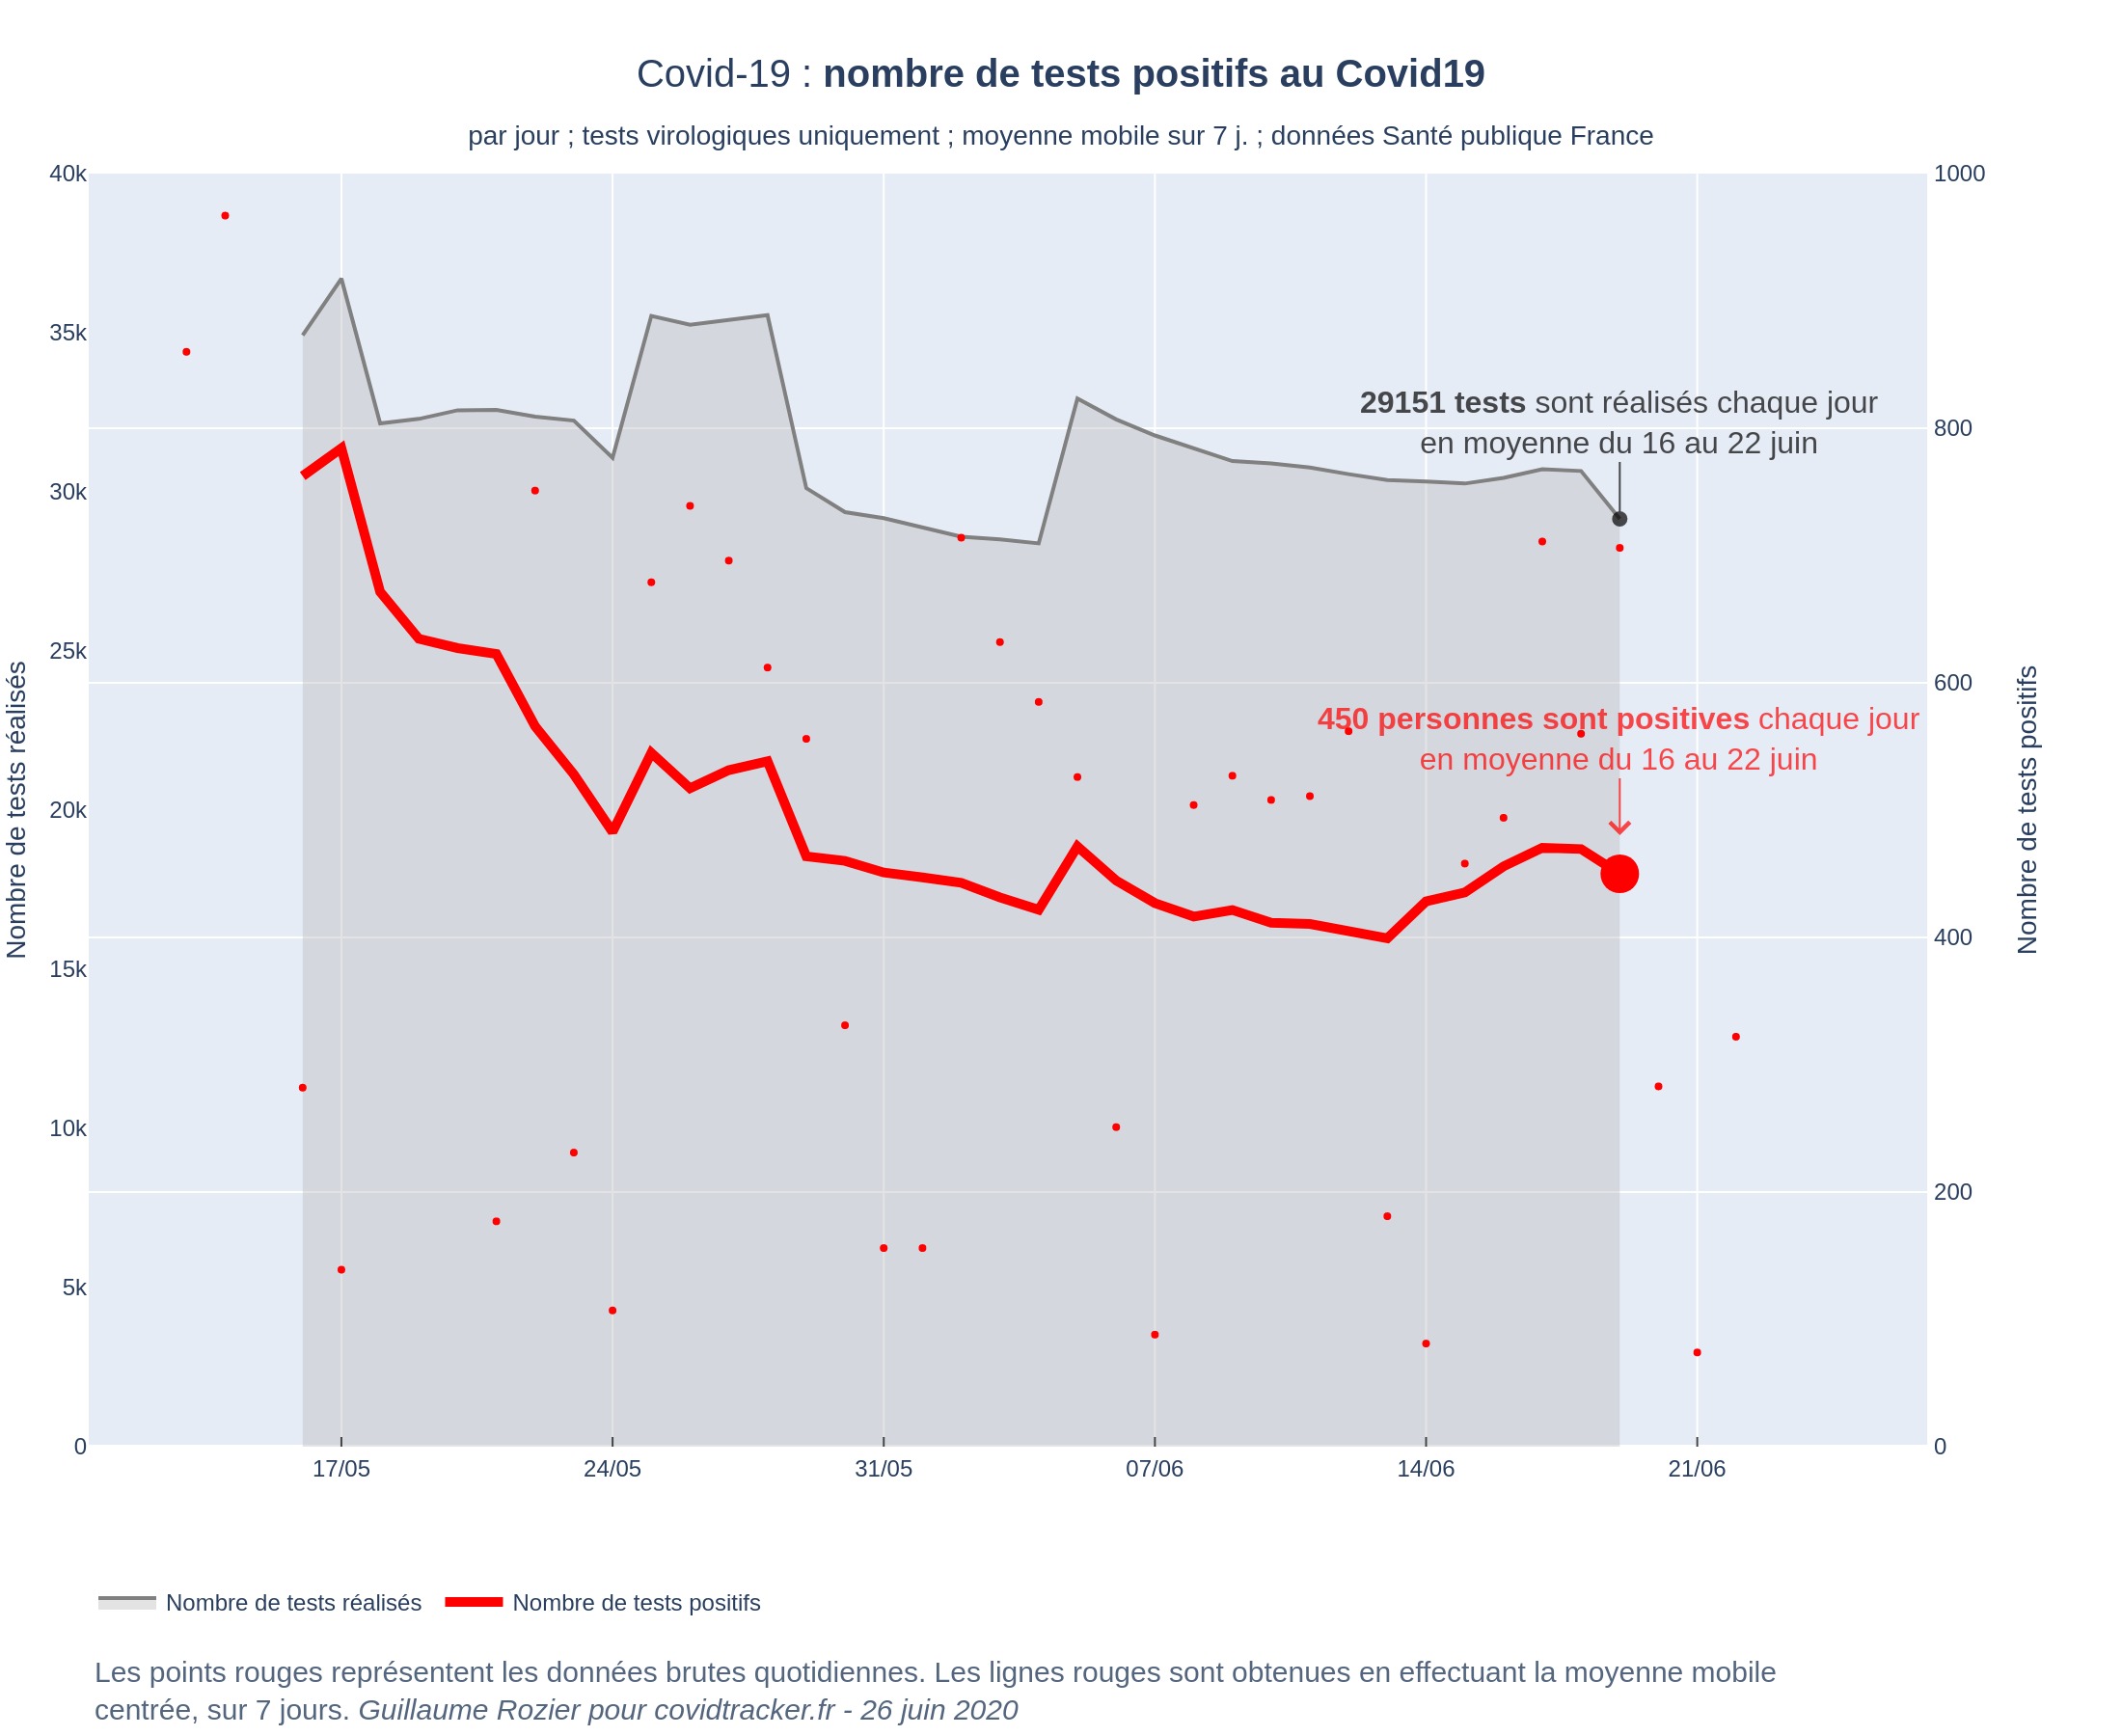 Covid-19 : nombre de tests positifs au Covid19
par jour ; tests virologiques uniquement ; moyenne mobile sur 7 j. ; données Santé publique France
40k
35k
30k
25k
20k
15k
10k
5k
0
Nombre de tests réalisés
1000
800
600
400
200
0
Nombre de tests positifs
29151 tests sont réalisés chaque jour
en moyenne du 16 au 22 juin
450 personnes sont positives chaque jour
en moyenne du 16 au 22 juin
17/05
24/05
31/05
07/06
14/06
21/06
Nombre de tests réalisés
Nombre de tests positifs
Les points rouges représentent les données brutes quotidiennes. Les lignes rouges sont obtenues en effectuant la moyenne mobile
centrée, sur 7 jours. Guillaume Rozier pour covidtracker.fr - 26 juin 2020